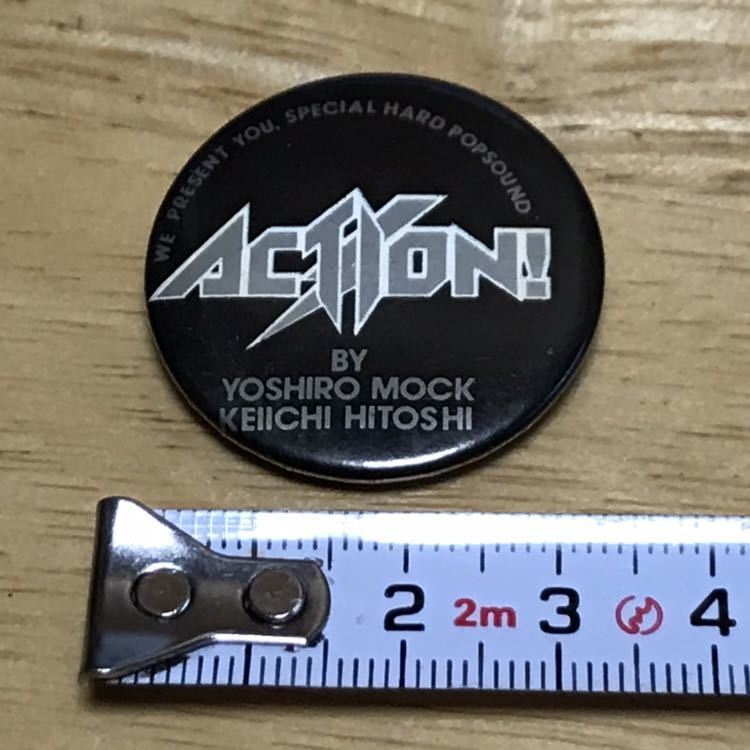 WE PRESENT YOU, SPECIAL HARD POPSOUND
ACTION!
BY
YOSHIRO MOCK
KEIICHI HITOSHI
2 2m 3 4